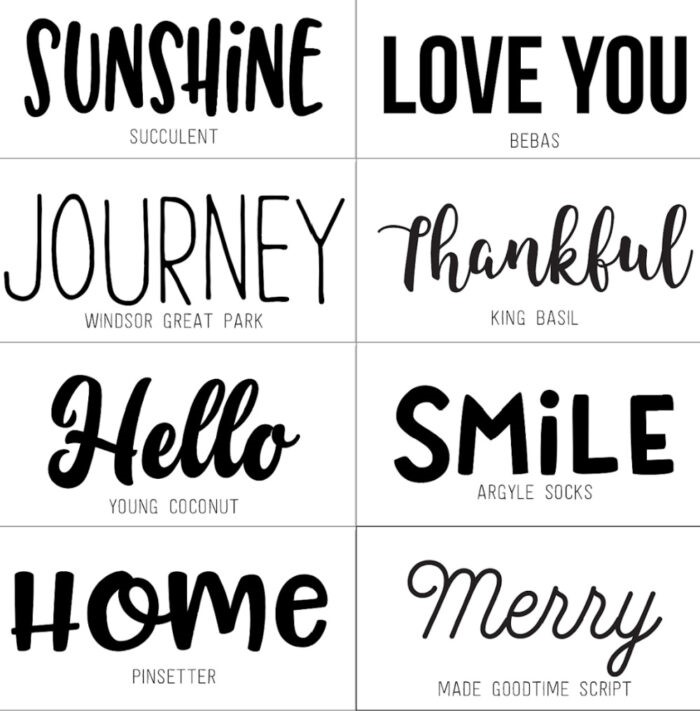 SUNSHiNE
SUCCULENT
LOVE YOU
BEBAS
JOURNEY
WINDSOR GREAT PARK
Thankful
KING BASIL
Hello
YOUNG COCONUT
SMiLE
ARGYLE SOCKS
Home
PINSETTER
Merry
MADE GOODTIME SCRIPT